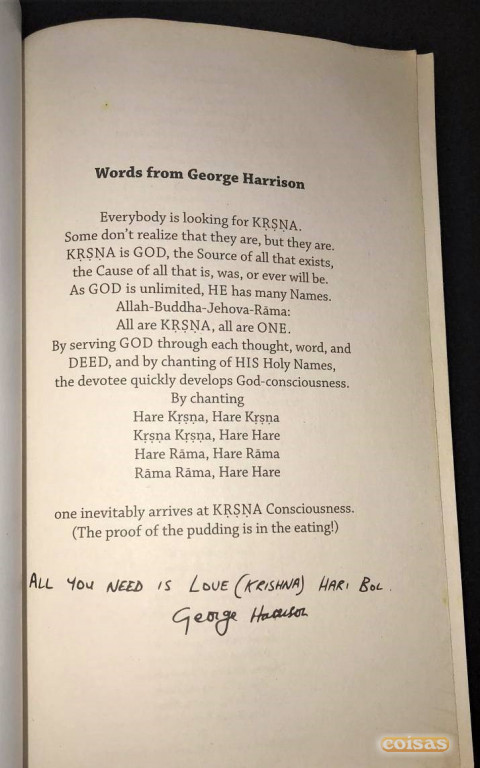 Words from George Harrison
Everybody is looking for KṚṢṆA.
Some don't realize that they are, but they are.
KṚṢṆA is GOD, the Source of all that exists,
the Cause of all that is, was, or ever will be.
As GOD is unlimited, HE has many Names.
Allah-Buddha-Jehova-Rāma:
All are KṚṢṆA, all are ONE.
By serving GOD through each thought, word, and
DEED, and by chanting of HIS Holy Names,
the devotee quickly develops God-consciousness.
By chanting
Hare Kṛṣṇa, Hare Kṛṣṇa
Kṛṣṇa Kṛṣṇa, Hare Hare
Hare Rāma, Hare Rāma
Rāma Rāma, Hare Hare
one inevitably arrives at KṚṢṆA Consciousness.
(The proof of the pudding is in the eating!)
ALL YOU NEED IS LOVE (KRISHNA) HARI BOL.
George Harrison
coisas